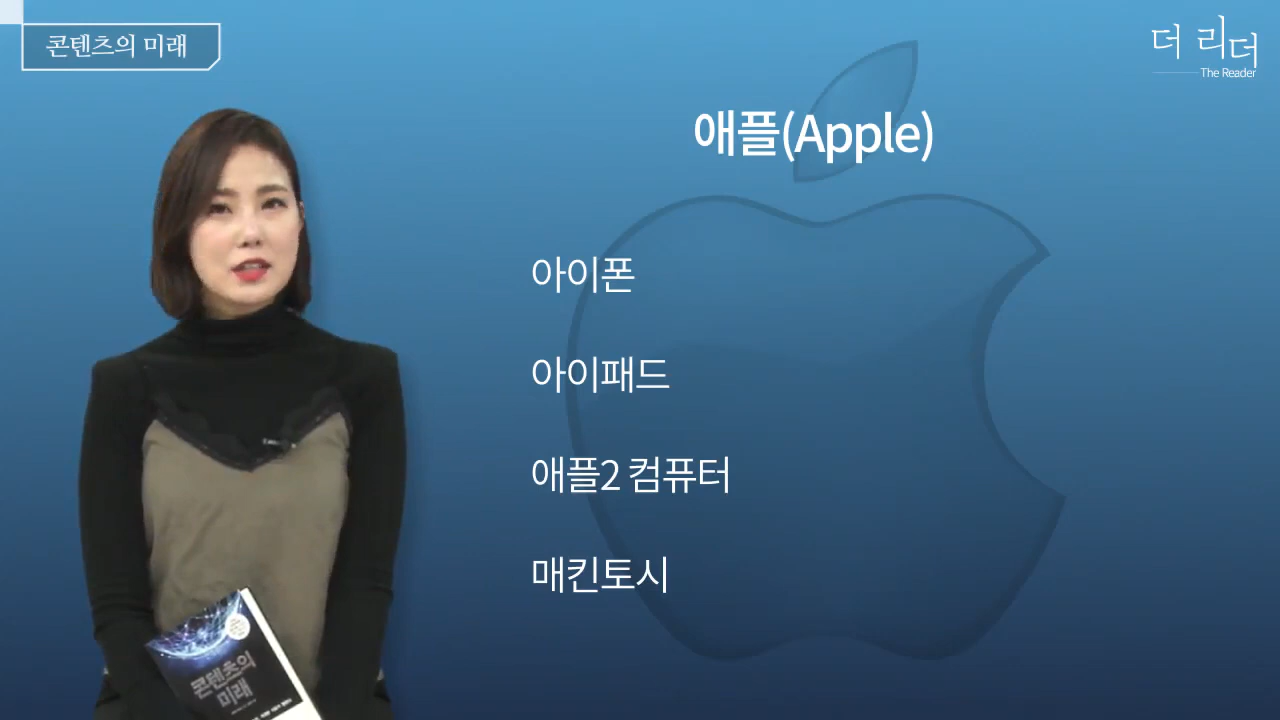 콘텐츠의 미래
더 리더
The Reader
애플(Apple)
아이폰
아이패드
애플2 컴퓨터
매킨토시
콘텐츠의
미래